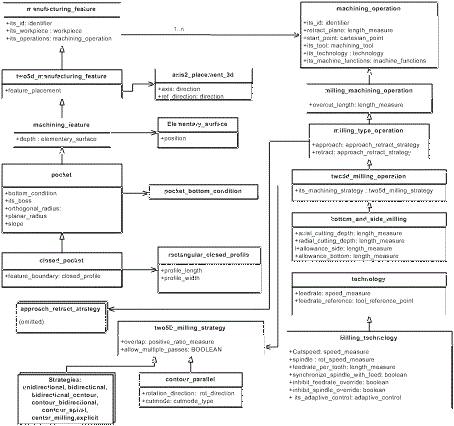 manufacturing_feature
+its_id: identifier
+its_workpiece : workpiece
+its_operations: machining_operation
1..n
machining_operation
+its_id: identifier
+retract_plane: length_measure
+start_point: cartesian_point
+its_tool: machining_tool
+its_technology : technology
+its_machine_functions: machine_functions
two5d_manufacturing_feature
+feature_placement
axis2_placement_3d
+axis: direction
+ref_direction: direction
milling_machining_operation
+overcut_length: length_measure
machining_feature
+depth : elementary_surface
Elementary_surface
+position
milling_type_operation
+approach: approach_retract_strategy
+retract: approach_retract_strategy
pocket
+bottom_condition
+its_boss
+orthogonal_radius:
+planar_radius
+slope
pocket_bottom_condition
two5d_milling_operation
+its_machining_strategy : two5d_milling_strategy
bottom_and_side_milling
+axial_cutting_depth: length_measure
+radial_cutting_depth: length_measure
+allowance_side: length_measure
+allowance_bottom: length_measure
closed_pocket
+feature_boundary: closed_profile
rectangular_closed_profile
+profile_length
+profile_width
technology
+feedrate: speed_measure
+feedrate_reference: tool_reference_point
approach_retract_strategy
(omitted)
two5D_milling_strategy
+overlap: positive_ratio_measure
+allow_multiple_passes: BOOLEAN
Milling_technology
+Cutspeed: speed_measure
+spindle : rot_speed_measure
+feedrate_per_tooth: length_measure
+synchronize_spindle_with_feed: boolean
+inhibit_feedrate_override: boolean
+inhibit_spindle_override: boolean
+its_adaptive_control: adaptive_control
Strategies:
unidirectional, bidirectional,
bidirectional_contour,
contour_bidirectional,
contour_spiral,
center_milling,explicit
contour_parallel
+rotation_direction: rot_direction
+cutmode: cutmode_type